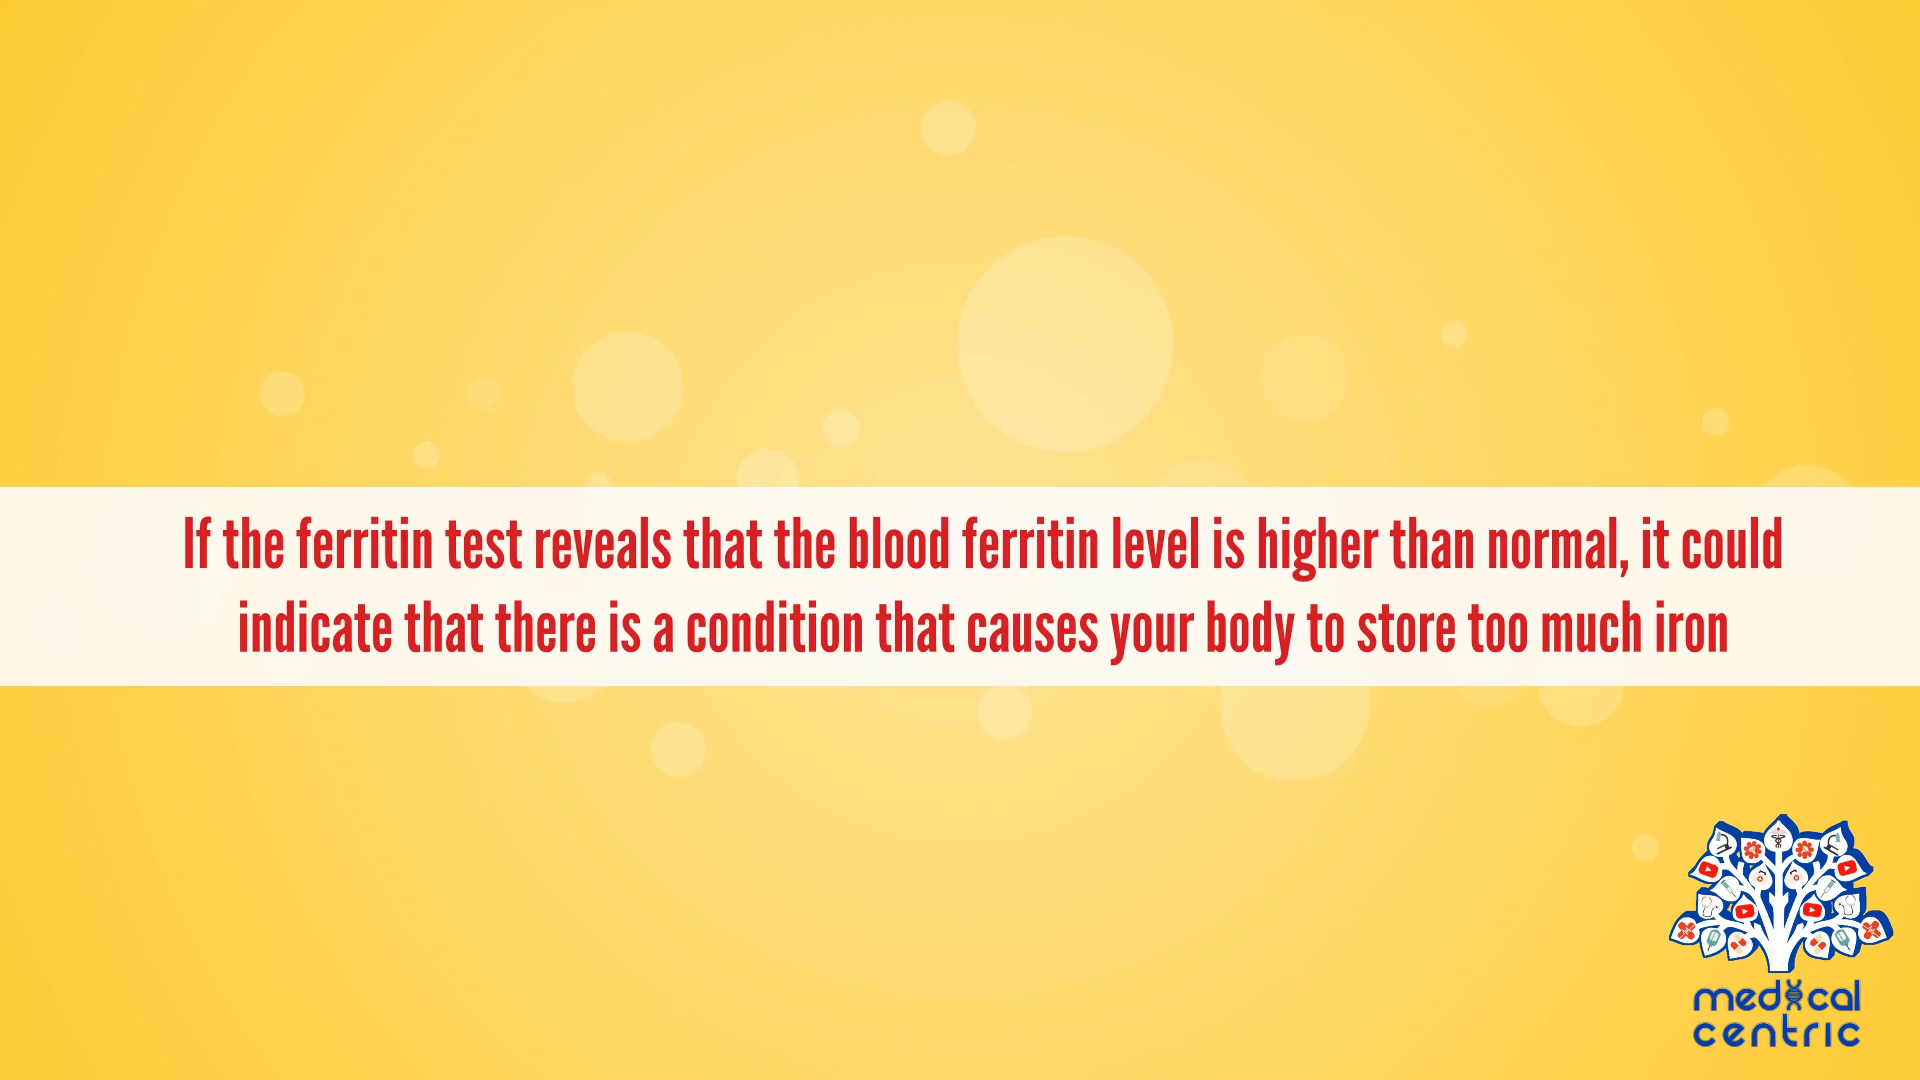 If the ferritin test reveals that the blood ferritin level is higher than normal, it could
indicate that there is a condition that causes your body to store too much iron
medical
centric